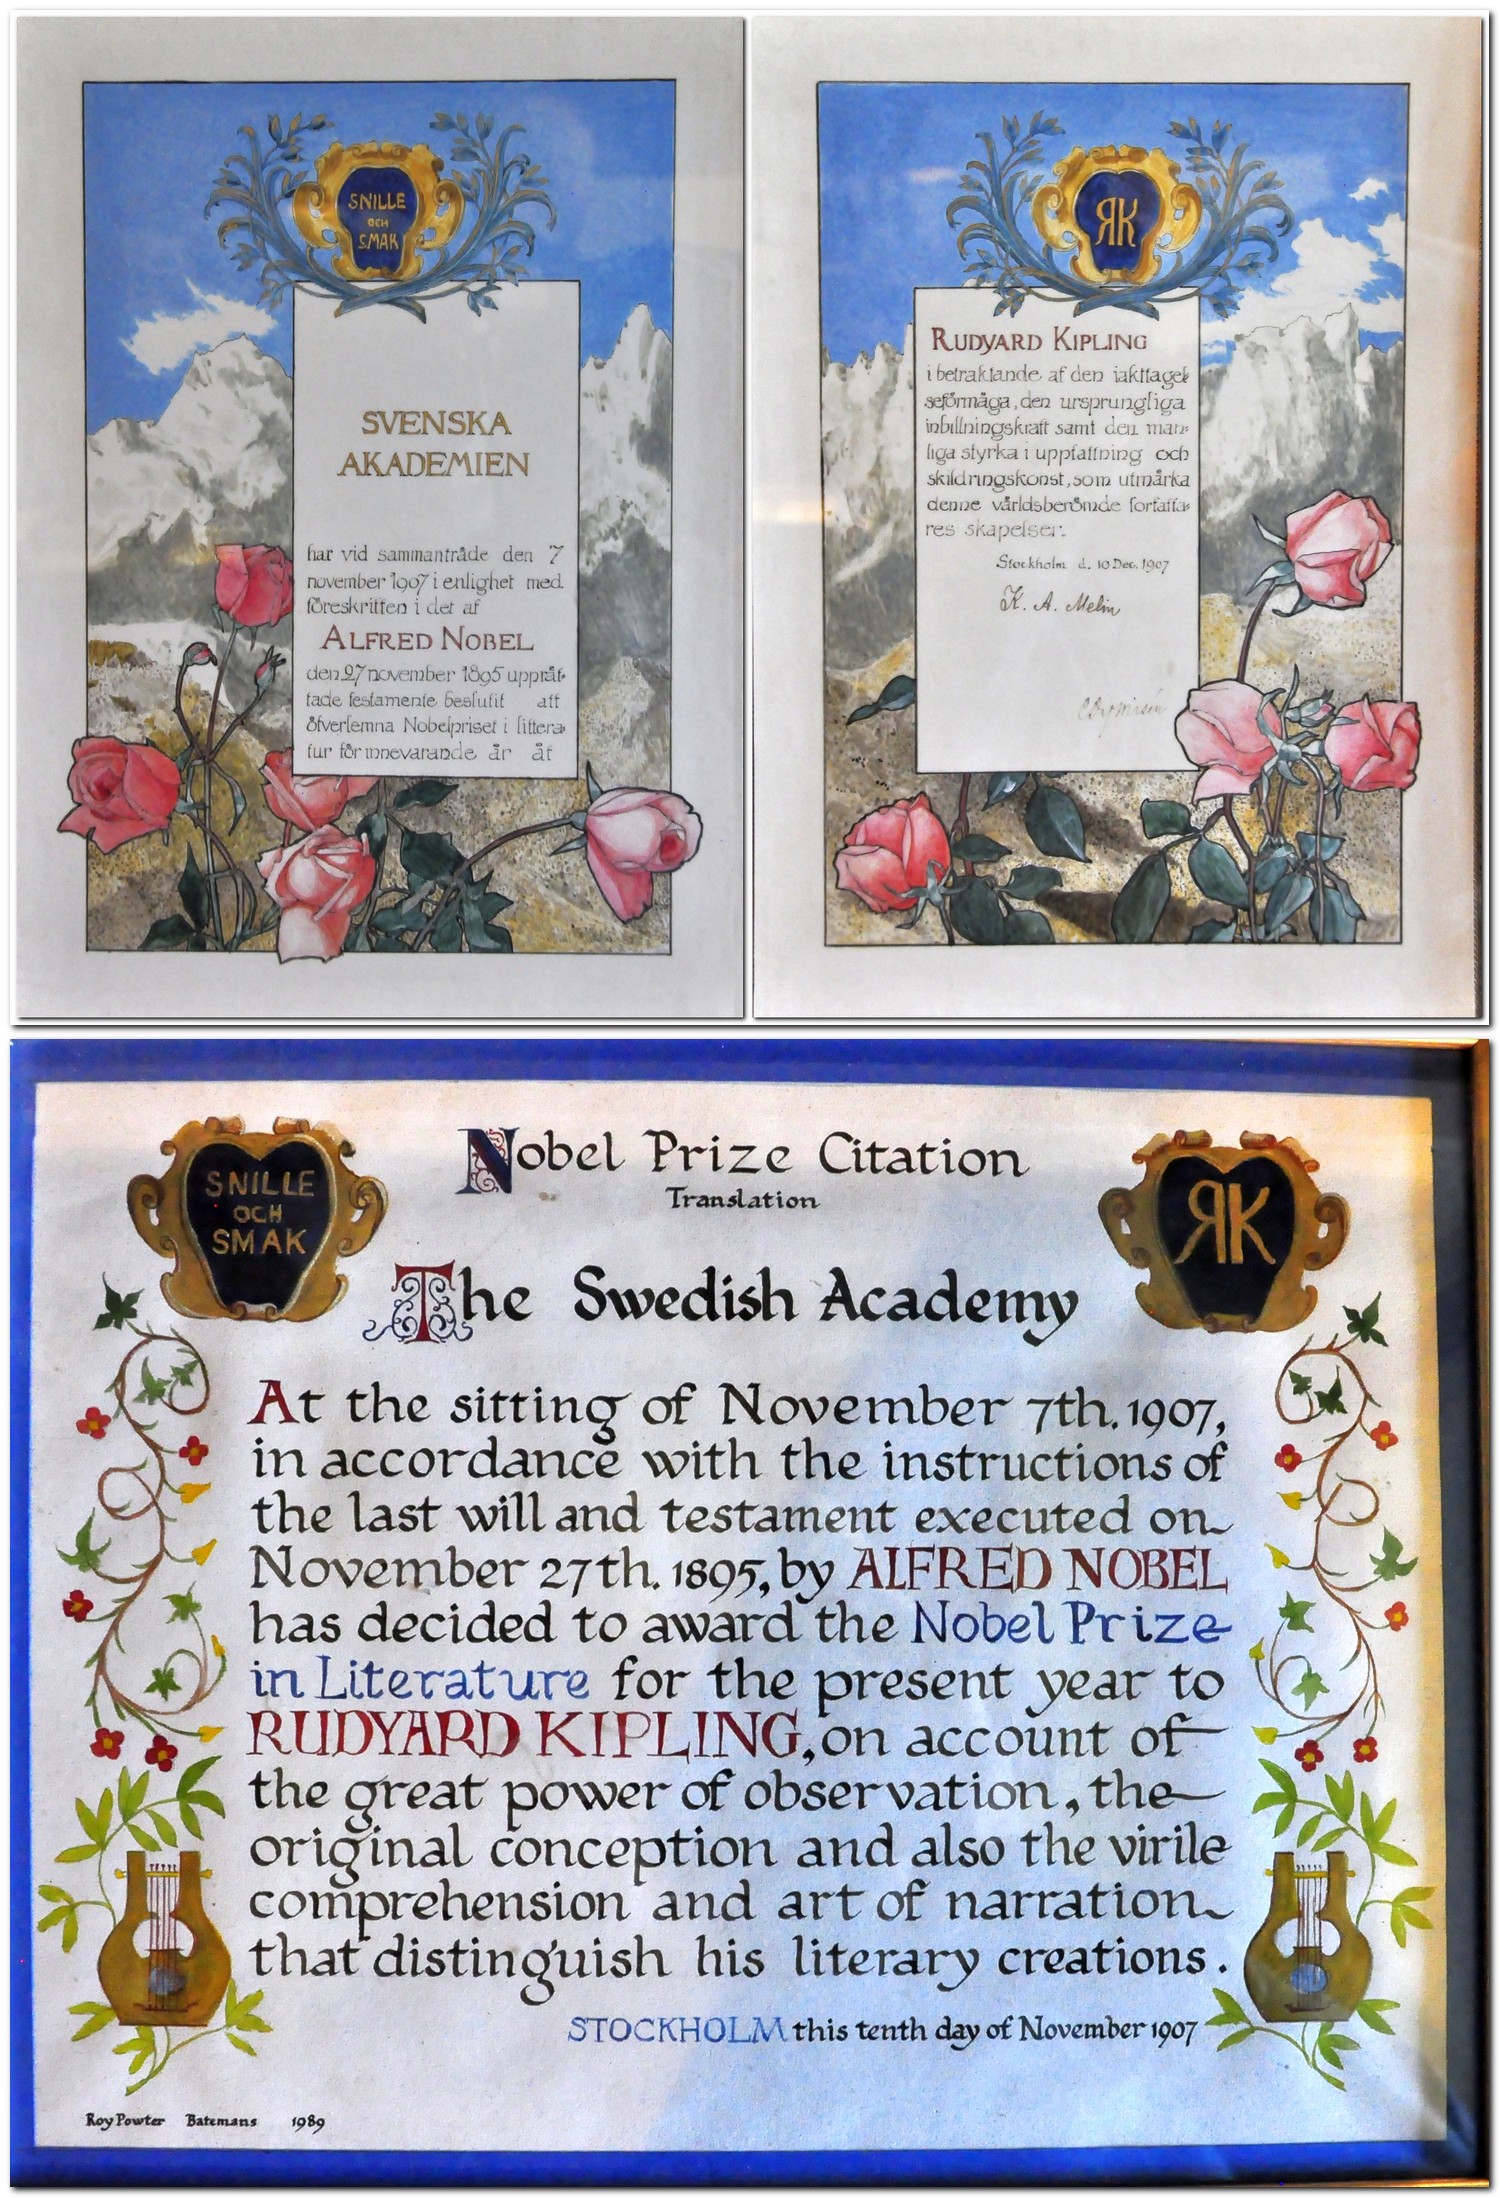 SNILLE
OCH
SMAK
SVENSKA
AKADEMIEN
har vid sammanträde den 7
november 1907 i enlighet med
föreskriften i det af
ALFRED NOBEL
den 27 november 1895 upprät-
tade testamente beslutit att
öfverlemna Nobelpriset i littera-
tur för innevarande år åt
RK
RUDYARD KIPLING
i betraktande af den iakttagel-
seförmåga, den ursprungliga
inbillningskraft samt den man-
liga styrka i uppfattning och
skildringskonst, som utmärka
denne världsberömde författa-
res skapelser.
Stockholm d. 10 Dec. 1907
K. A. Melin
SNILLE
OCH
SMAK
Nobel Prize Citation
Translation
RK
The Swedish Academy
At the sitting of November 7th. 1907,
in accordance with the instructions of
the last will and testament executed on
November 27th. 1895, by ALFRED NOBEL
has decided to award the Nobel Prize
in Literature for the present year to
RUDYARD KIPLING, on account of
the great power of observation, the
original conception and also the virile
comprehension and art of narration
that distinguish his literary creations.
STOCKHOLM this tenth day of November 1907
Roy Powter Batemans 1989